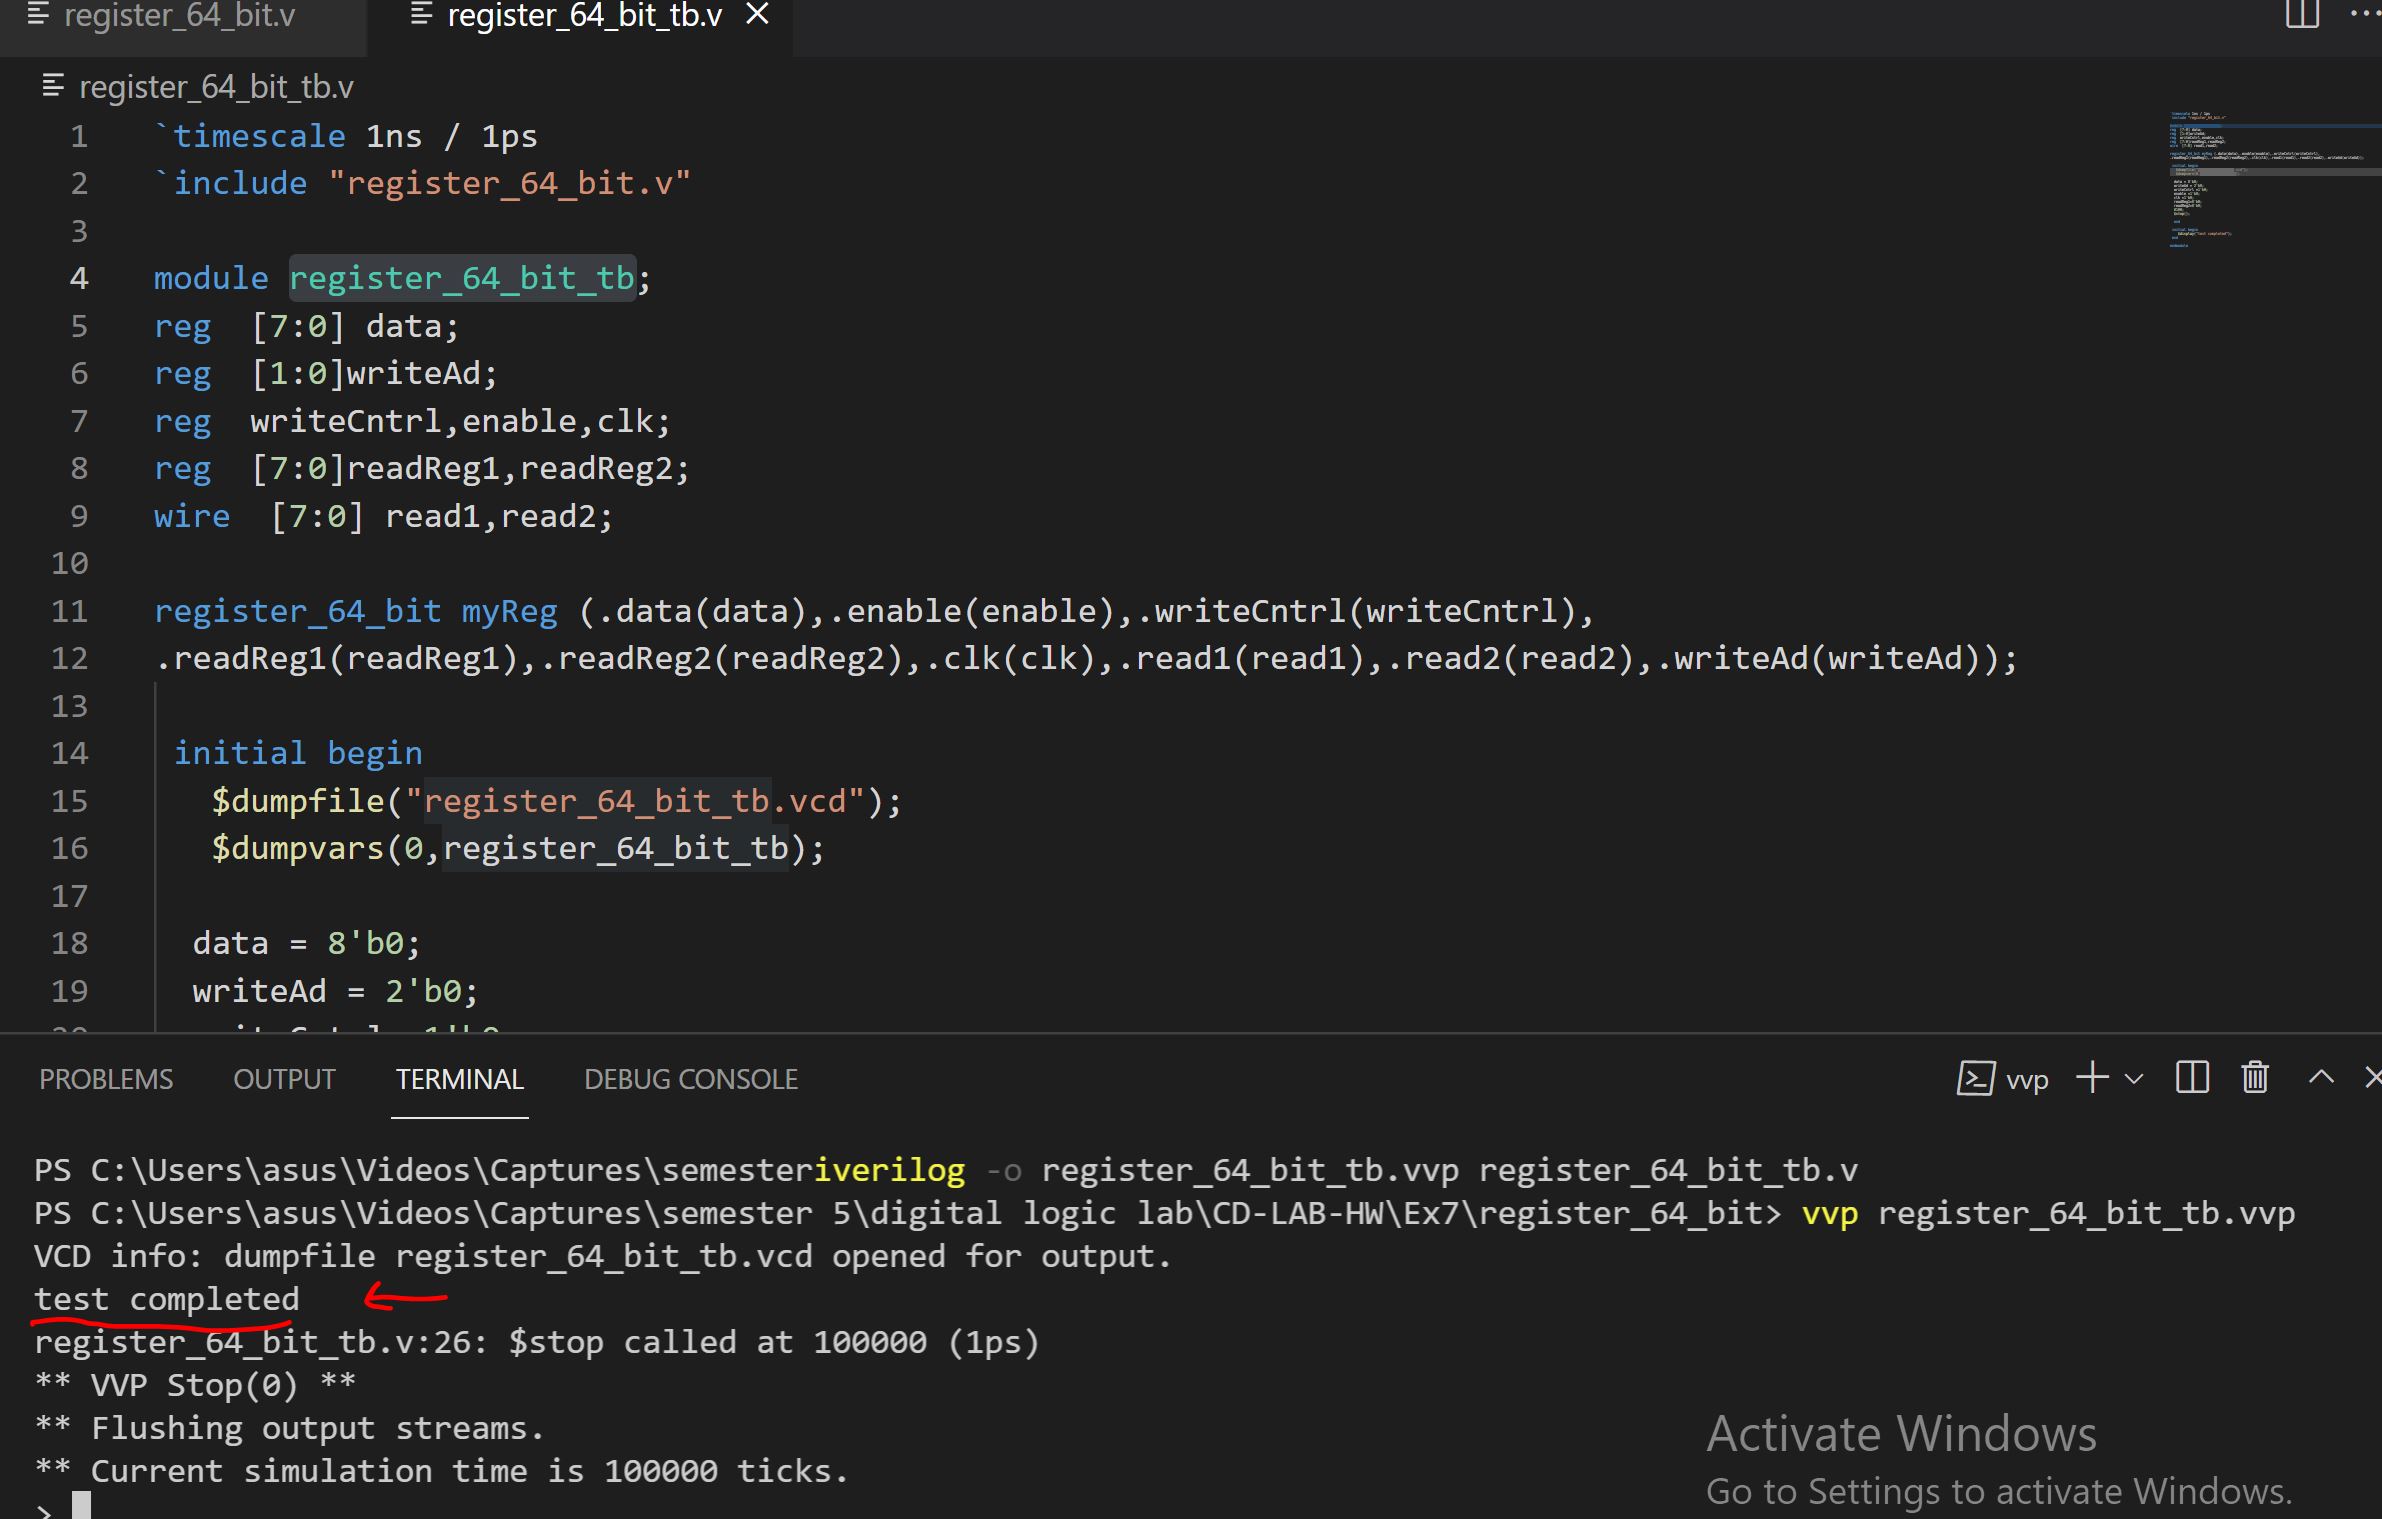 register_64_bit.v
register_64_bit_tb.v
register_64_bit_tb.v
1 `timescale 1ns / 1ps
2 `include "register_64_bit.v"
3
4 module register_64_bit_tb;
5 reg  [7:0] data;
6 reg  [1:0]writeAd;
7 reg  writeCntrl,enable,clk;
8 reg  [7:0]readReg1,readReg2;
9 wire  [7:0] read1,read2;
10
11 register_64_bit myReg (.data(data),.enable(enable),.writeCntrl(writeCntrl),
12 .readReg1(readReg1),.readReg2(readReg2),.clk(clk),.read1(read1),.read2(read2),.writeAd(writeAd));
13
14 initial begin
15 $dumpfile("register_64_bit_tb.vcd");
16 $dumpvars(0,register_64_bit_tb);
17
18 data = 8'b0;
19 writeAd = 2'b0;
PROBLEMS OUTPUT TERMINAL DEBUG CONSOLE
vvp
PS C:\Users\asus\Videos\Captures\semesteriverilog -o register_64_bit_tb.vvp register_64_bit_tb.v
PS C:\Users\asus\Videos\Captures\semester 5\digital logic lab\CD-LAB-HW\Ex7\register_64_bit> vvp register_64_bit_tb.vvp
VCD info: dumpfile register_64_bit_tb.vcd opened for output.
test completed
register_64_bit_tb.v:26: $stop called at 100000 (1ps)
** VVP Stop(0) **
** Flushing output streams.
** Current simulation time is 100000 ticks.
>
Activate Windows
Go to Settings to activate Windows.